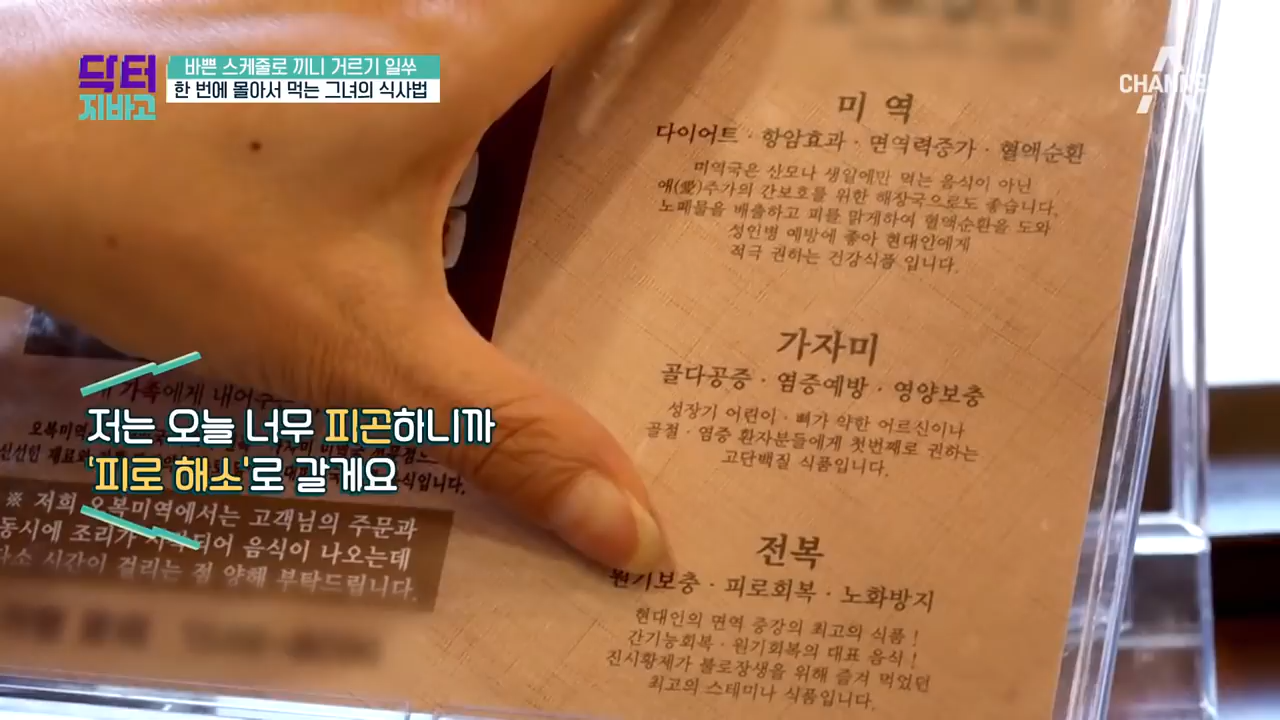 닥터
지바고
바쁜 스케줄로 끼니 거르기 일쑤
한 번에 몰아서 먹는 그녀의 식사법
CHANNEL A
미역
다이어트 · 항암효과 · 면역력증가 · 혈액순환
미역국은 산모나 생일에만 먹는 음식이 아닌
애(愛)주가의 간보호를 위한 해장국으로도 좋습니다.
노폐물을 배출하고 피를 맑게하여 혈액순환을 도와
성인병 예방에 좋아 현대인에게
적극 권하는 건강식품 입니다.
가자미
골다공증 · 염증예방 · 영양보충
성장기 어린이 · 뼈가 약한 어르신이나
골절 · 염증 환자분들에게 첫번째로 권하는
고단백질 식품입니다.
전복
원기보충 · 피로회복 · 노화방지
현대인의 면역 증강의 최고의 식품!
간기능회복 · 원기회복의 대표 음식!
진시황제가 불로장생을 위해 즐겨 먹었던
최고의 스테미나 식품입니다.
가족에게
저는 오늘 너무 피곤하니까
'피로 해소'로 갈게요
※ 저희 오복미역에서는 고객님의 주문과
동시에 조리가 시작되어 음식이 나오는데
다소 시간이 걸리는 점 양해 부탁드립니다.